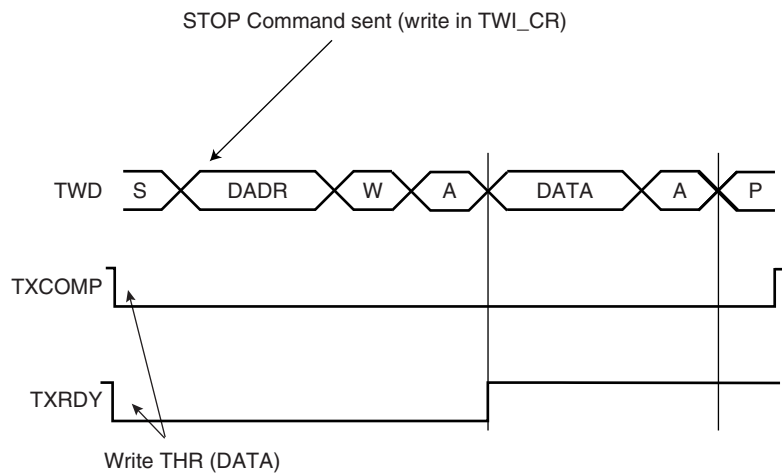 STOP Command sent (write in TWI_CR)
TWD S DADR W A DATA A P
TXCOMP
TXRDY
Write THR (DATA)